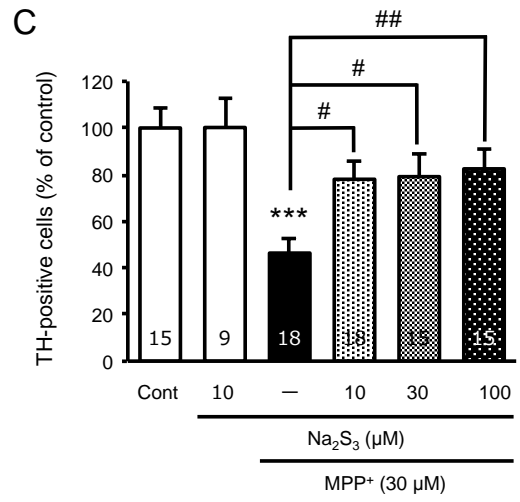 C
##
#
#
***
TH-positive cells (% of control)
120
100
80
60
40
20
0
15 9 18 18 15 15
Cont 10 — 10 30 100
Na₂S₃ (μM)
MPP⁺ (30 μM)